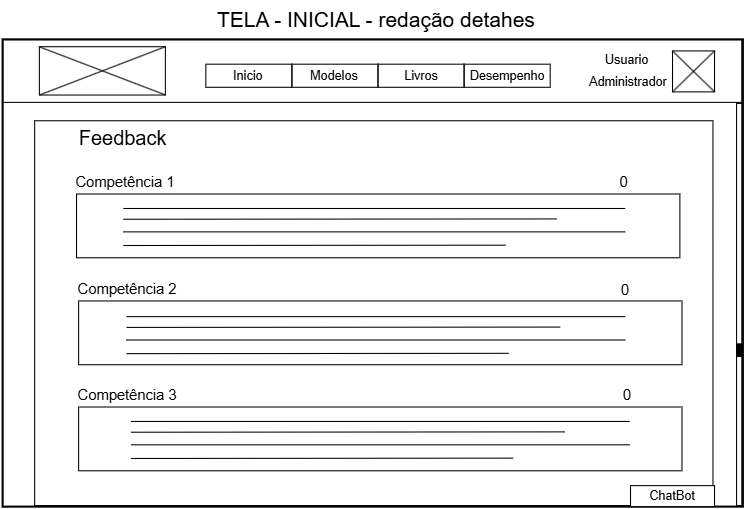 TELA - INICIAL - redação detahes
Inicio
Modelos
Livros
Desempenho
Usuario
Administrador
Feedback
Competência 1
0
Competência 2
0
Competência 3
0
ChatBot